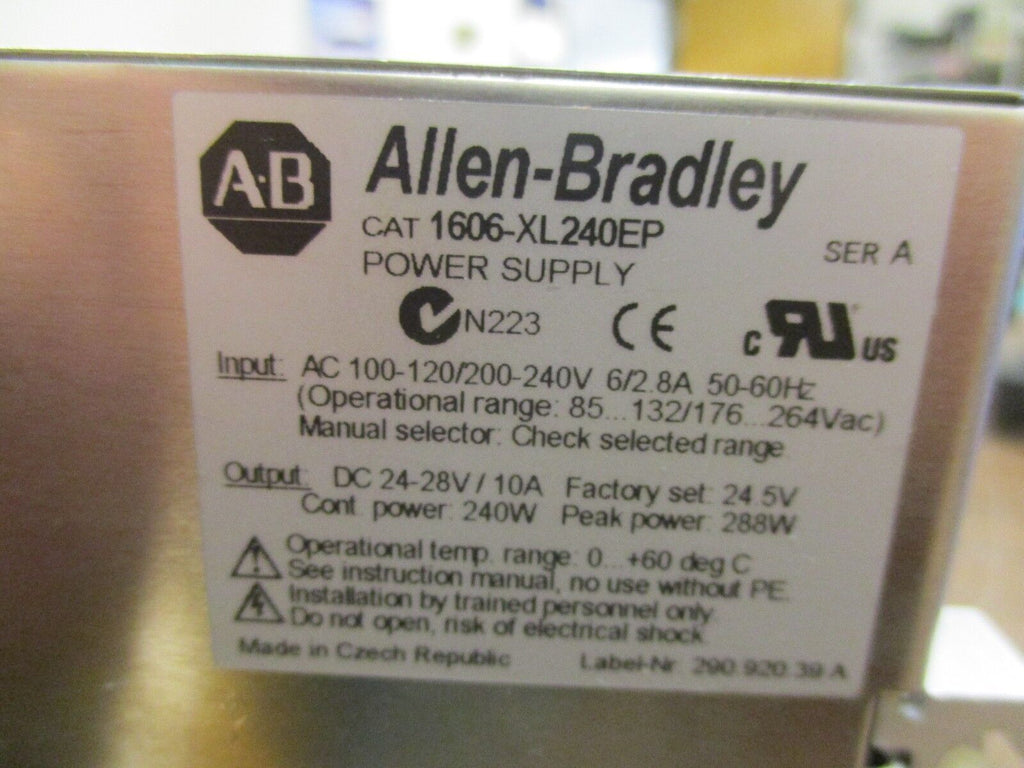 A·B Allen-Bradley
CAT 1606-XL240EP
SER A
POWER SUPPLY
N223 CE C RU US
Input: AC 100-120/200-240V 6/2.8A 50-60Hz
(Operational range: 85...132/176...264Vac)
Manual selector: Check selected range
Output: DC 24-28V / 10A Factory set: 24.5V
Cont. power: 240W Peak power: 288W
Operational temp. range: 0...+60 deg C
See instruction manual, no use without PE.
Installation by trained personnel only.
Do not open, risk of electrical shock.
Made in Czech Republic Label-Nr: 290.920.39 A